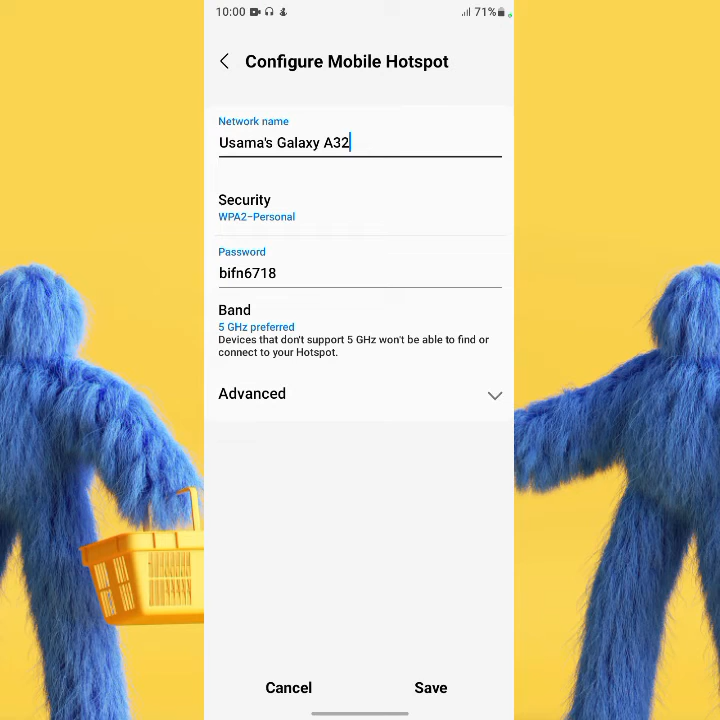 10:00 71%
Configure Mobile Hotspot
Network name
Usama's Galaxy A32
Security
WPA2-Personal
Password
bifn6718
Band
5 GHz preferred
Devices that don't support 5 GHz won't be able to find or
connect to your Hotspot.
Advanced
Cancel Save